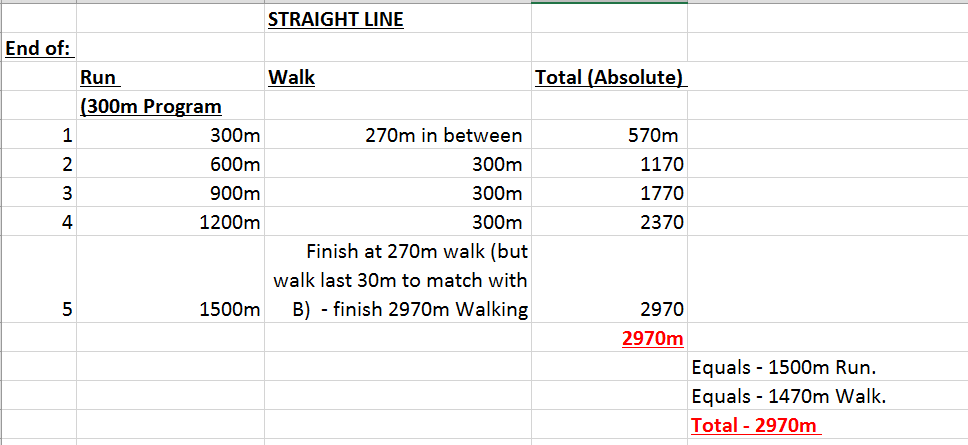 STRAIGHT LINE
End of:
Run Walk Total (Absolute)
(300m Program
1 300m 270m in between 570m
2 600m 300m 1170
3 900m 300m 1770
4 1200m 300m 2370
Finish at 270m walk (but
walk last 30m to match with
5 1500m B) - finish 2970m Walking 2970
2970m
Equals - 1500m Run.
Equals - 1470m Walk.
Total - 2970m